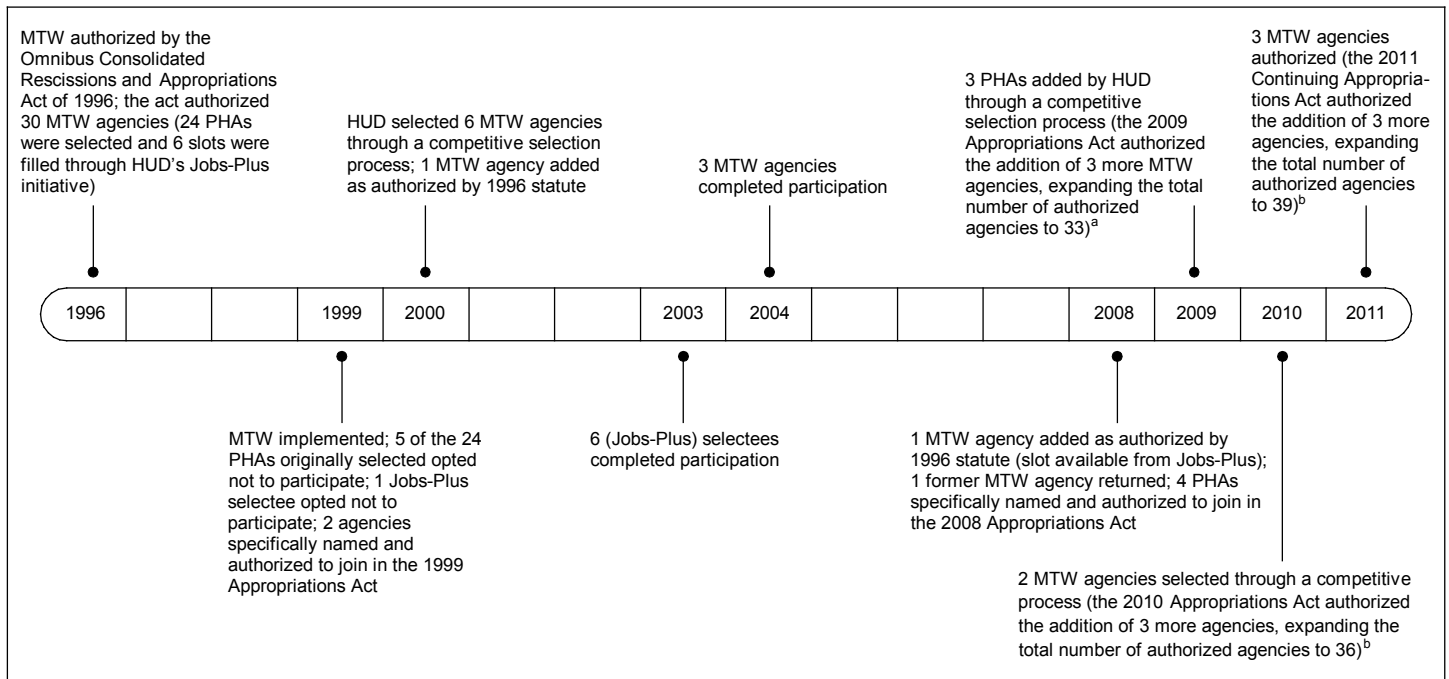 MTW authorized by the
Omnibus Consolidated
Rescissions and Appropriations
Act of 1996; the act authorized
30 MTW agencies (24 PHAs
were selected and 6 slots were
filled through HUD's Jobs-Plus
initiative)
HUD selected 6 MTW agencies
through a competitive selection
process; 1 MTW agency added
as authorized by 1996 statute
3 MTW agencies
completed participation
3 PHAs added by HUD
through a competitive
selection process (the 2009
Appropriations Act authorized
the addition of 3 more MTW
agencies, expanding the total
number of authorized
agencies to 33)a
3 MTW agencies
authorized (the 2011
Continuing Appropria-
tions Act authorized
the addition of 3 more
agencies, expanding
the total number of
authorized agencies
to 39)b
1996 1999 2000 2003 2004 2008 2009 2010 2011
MTW implemented; 5 of the 24
PHAs originally selected opted
not to participate; 1 Jobs-Plus
selectee opted not to
participate; 2 agencies
specifically named and
authorized to join in the 1999
Appropriations Act
6 (Jobs-Plus) selectees
completed participation
1 MTW agency added as authorized by
1996 statute (slot available from Jobs-Plus);
1 former MTW agency returned; 4 PHAs
specifically named and authorized to join in
the 2008 Appropriations Act
2 MTW agencies selected through a competitive
process (the 2010 Appropriations Act authorized
the addition of 3 more agencies, expanding the
total number of authorized agencies to 36)b